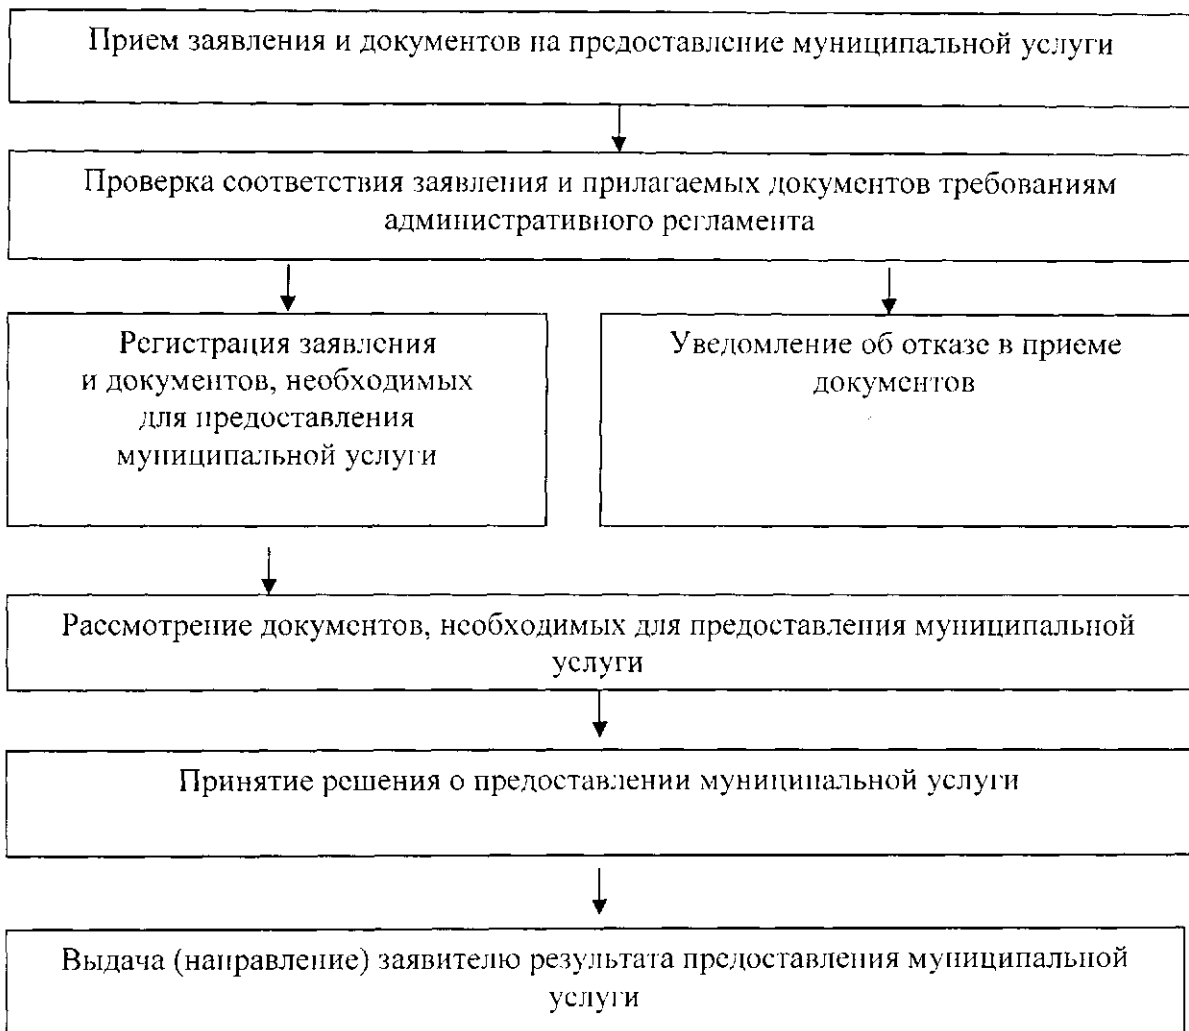 Прием заявления и документов на предоставление муниципальной услуги
Проверка соответствия заявления и прилагаемых документов требованиям
административного регламента
Регистрация заявления
и документов, необходимых
для предоставления
муниципальной услуги
Уведомление об отказе в приеме
документов
Рассмотрение документов, необходимых для предоставления муниципальной
услуги
Принятие решения о предоставлении муниципальной услуги
Выдача (направление) заявителю результата предоставления муниципальной
услуги